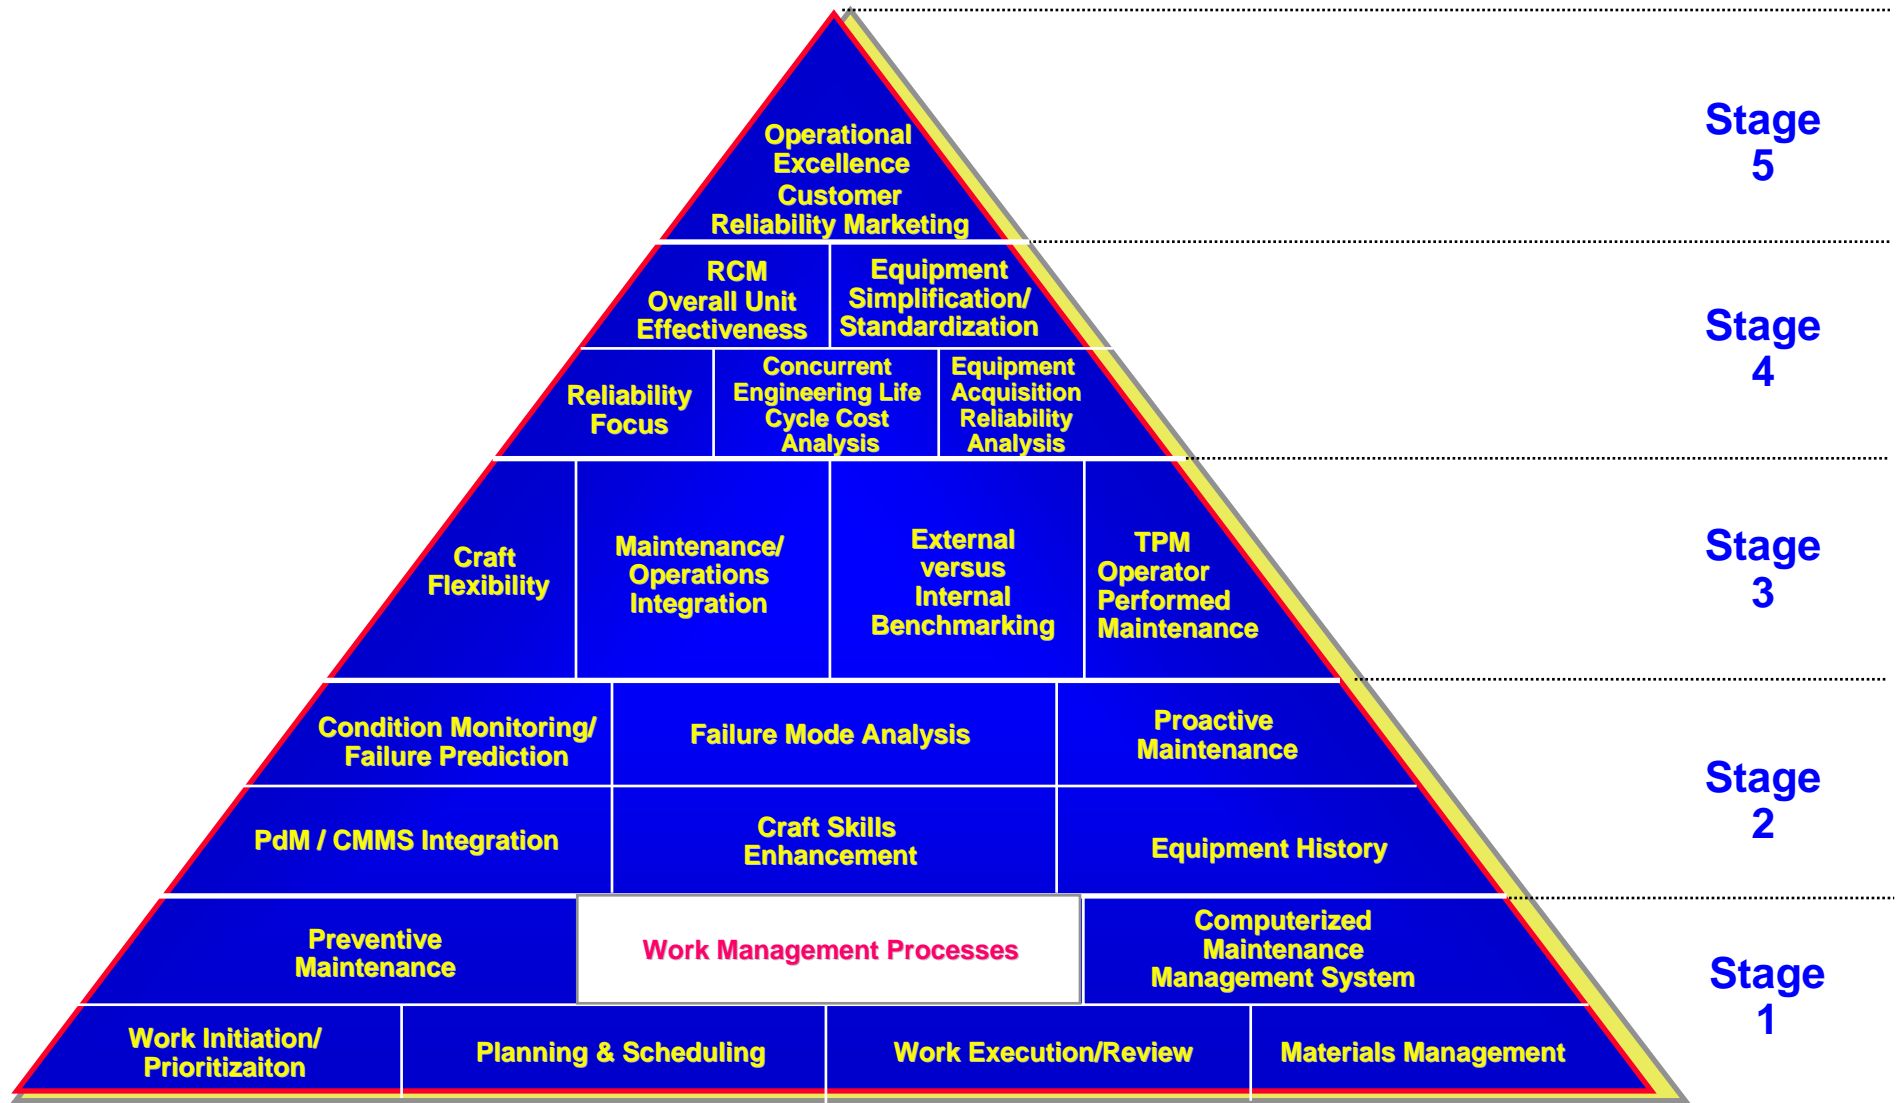 Operational
Excellence
Customer
Reliability Marketing
Stage
5
RCM
Overall Unit
Effectiveness
Equipment
Simplification/
Standardization
Stage
4
Reliability
Focus
Concurrent
Engineering Life
Cycle Cost
Analysis
Equipment
Acquisition
Reliability
Analysis
Craft
Flexibility
Maintenance/
Operations
Integration
External
versus
Internal
Benchmarking
TPM
Operator
Performed
Maintenance
Stage
3
Condition Monitoring/
Failure Prediction
Failure Mode Analysis
Proactive
Maintenance
Stage
2
PdM / CMMS Integration
Craft Skills
Enhancement
Equipment History
Preventive
Maintenance
Work Management Processes
Computerized
Maintenance
Management System
Stage
1
Work Initiation/
Prioritizaiton
Planning & Scheduling
Work Execution/Review
Materials Management